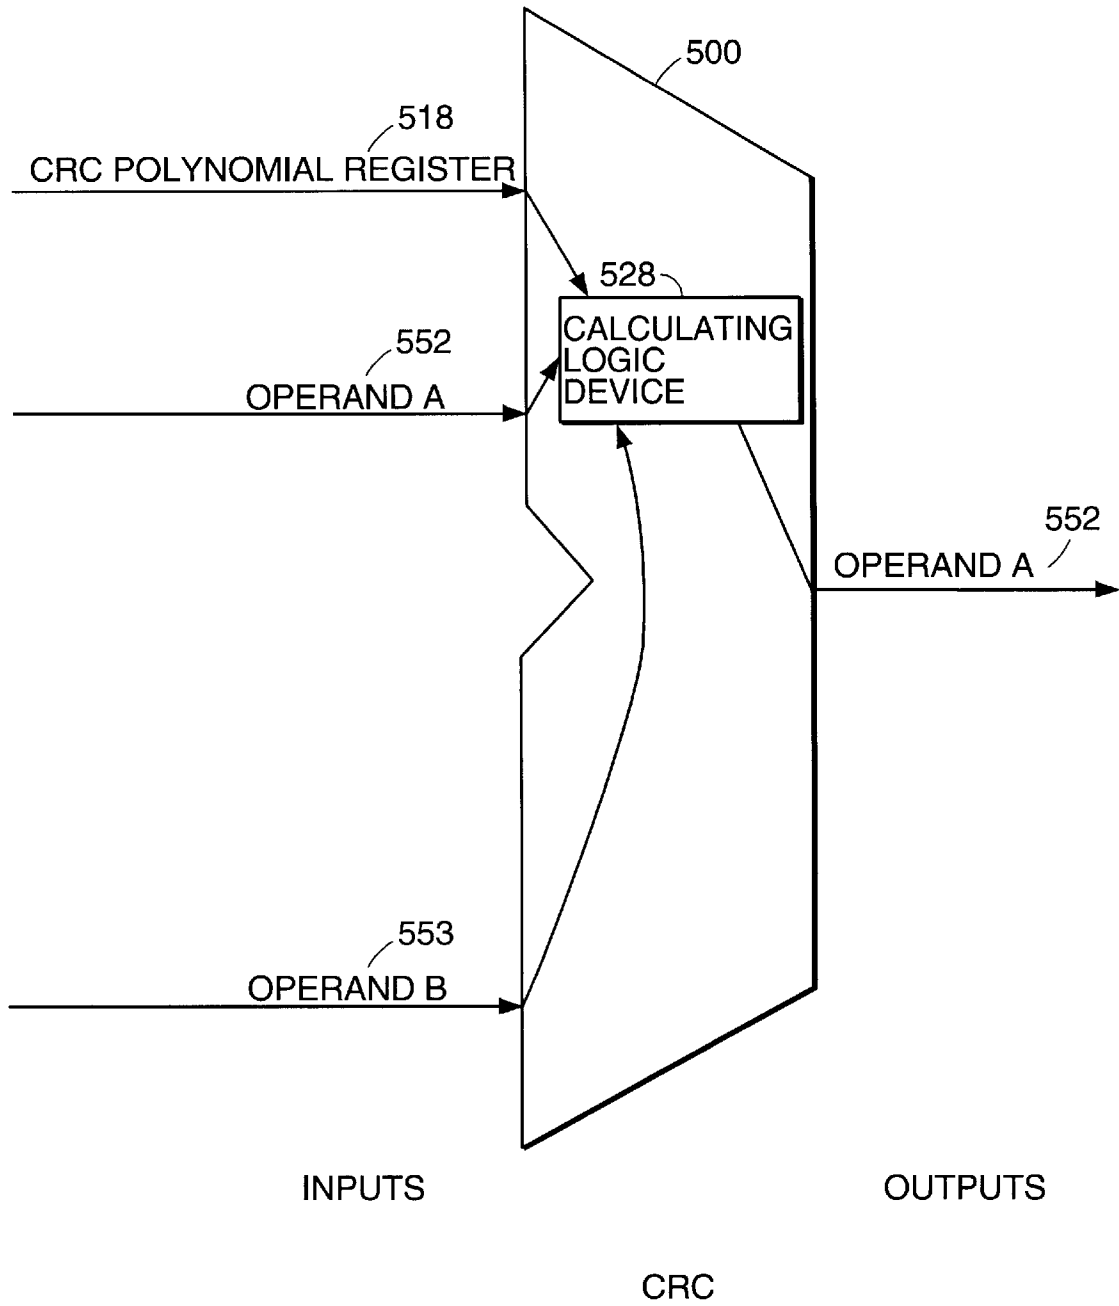 500
518
CRC POLYNOMIAL REGISTER
528
CALCULATING
LOGIC
DEVICE
552
OPERAND A
552
OPERAND A
553
OPERAND B
INPUTS
OUTPUTS
CRC